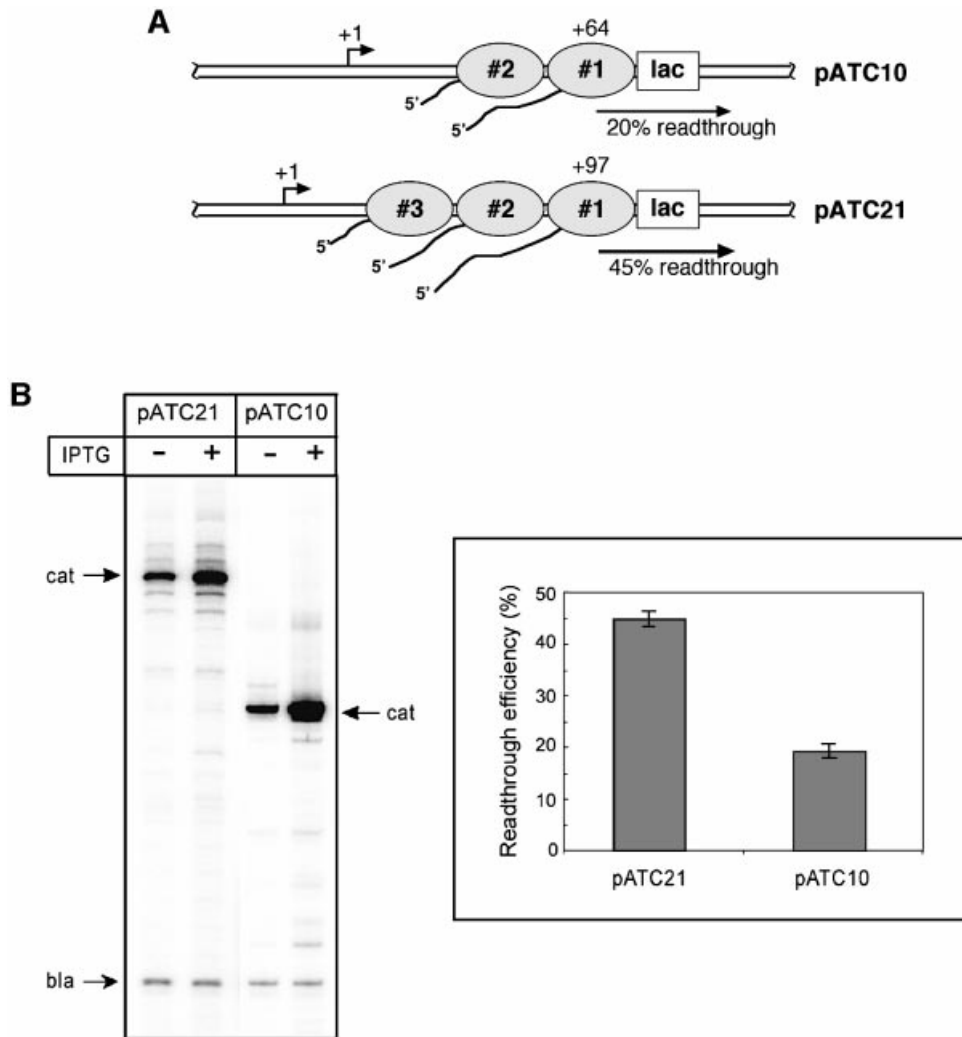 A
+1
+64
#2
#1
lac
pATC10
5'
5'
20% readthrough
+1
+97
#3
#2
#1
lac
pATC21
5'
5'
5'
45% readthrough
B
pATC21 pATC10
IPTG - + - +
cat
cat
bla
Readthrough efficiency (%)
50
40
30
20
10
0
pATC21
pATC10